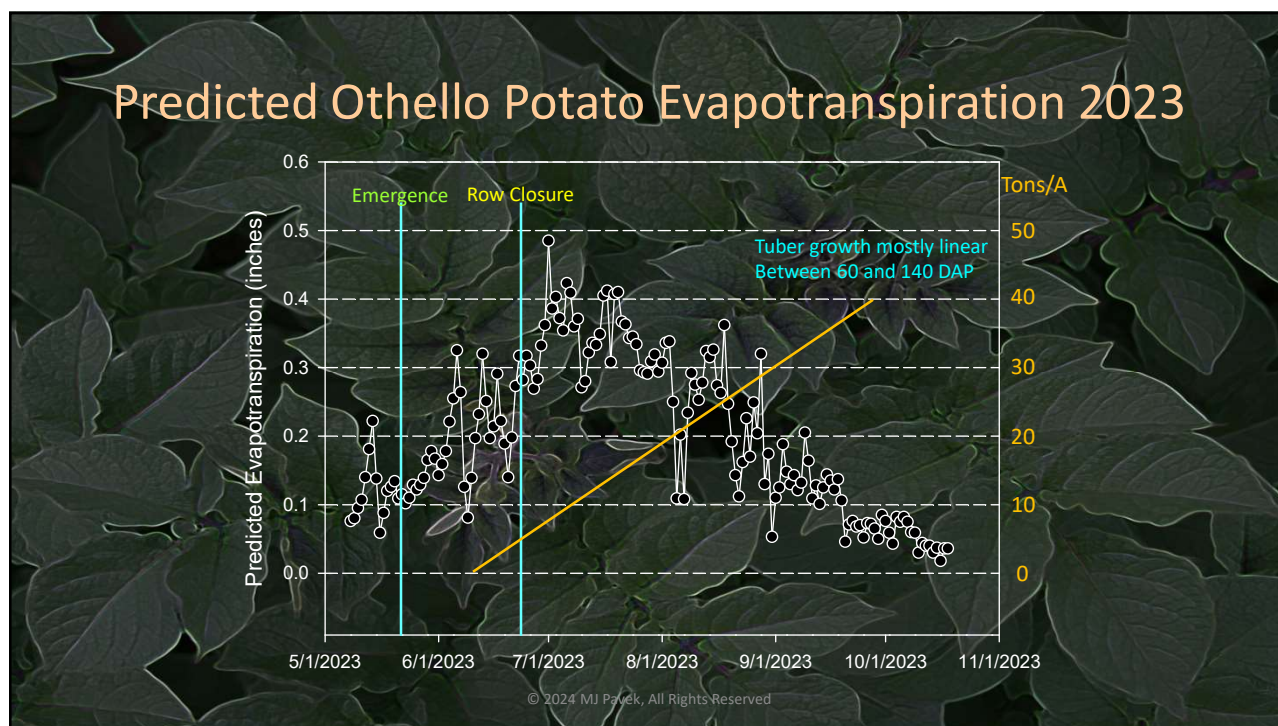 Predicted Othello Potato Evapotranspiration 2023
Predicted Evapotranspiration (inches)
0.6
0.5
0.4
0.3
0.2
0.1
0.0
Emergence
Row Closure
Tons/A
Tuber growth mostly linear
Between 60 and 140 DAP
50
40
30
20
10
0
5/1/2023
6/1/2023
7/1/2023
8/1/2023
9/1/2023
10/1/2023
11/1/2023
© 2024 MJ Pavek, All Rights Reserved